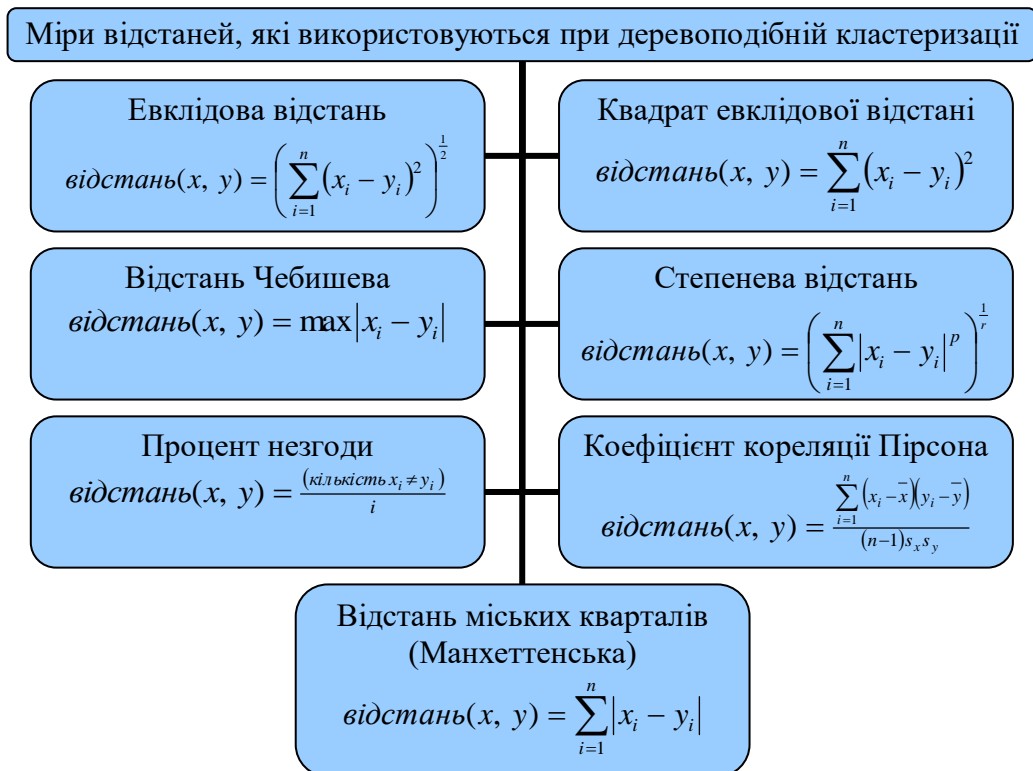 Міри відстаней, які використовуються при деревоподібній кластеризації
Евклідова відстань
відстань(x, y) = (∑_{i=1}^{n} (x_i − y_i)^2)^{1/2}
Квадрат евклідової відстані
відстань(x, y) = ∑_{i=1}^{n} (x_i − y_i)^2
Відстань Чебишева
відстань(x, y) = max|x_i − y_i|
Степенева відстань
відстань(x, y) = (∑_{i=1}^{n} |x_i − y_i|^p)^{1/r}
Процент незгоди
відстань(x, y) = (кількість x_i ≠ y_i) / i
Коефіцієнт кореляції Пірсона
відстань(x, y) = ∑_{i=1}^{n} (x_i − x̄)(y_i − ȳ) / (n−1)s_x s_y
Відстань міських кварталів
(Манхеттенська)
відстань(x, y) = ∑_{i=1}^{n} |x_i − y_i|